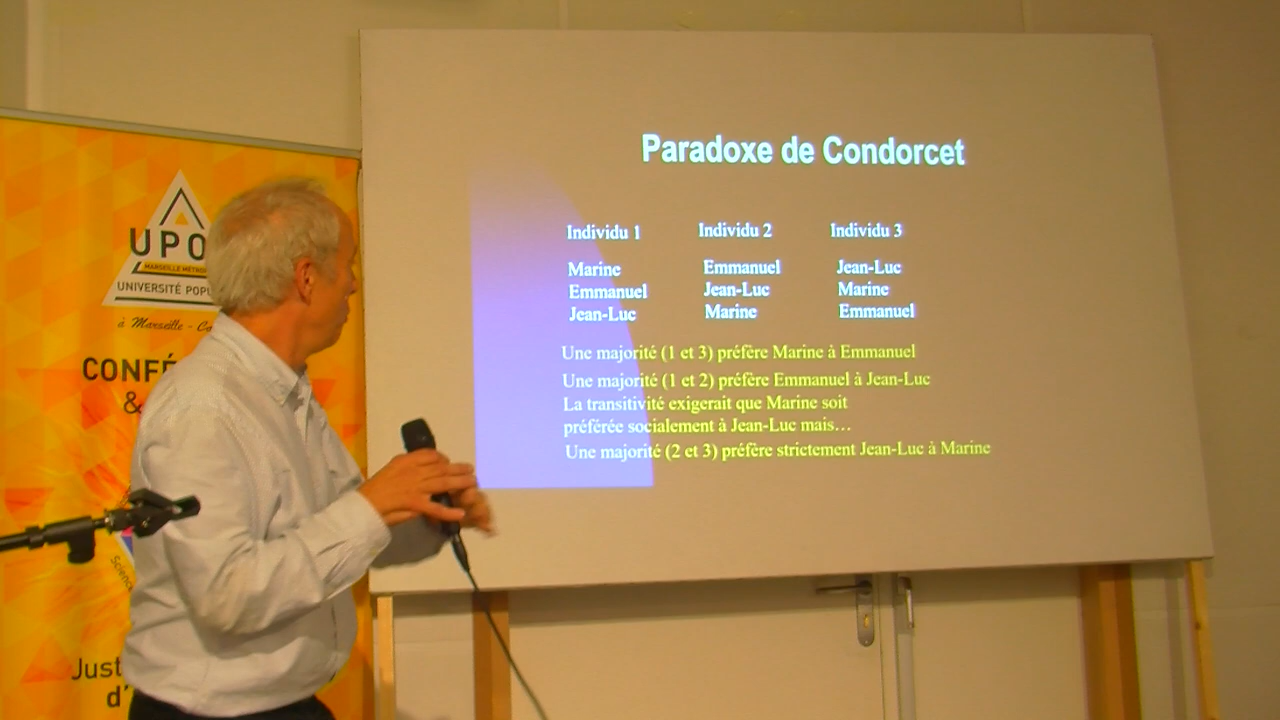 Paradoxe de Condorcet
Individu 1 Individu 2 Individu 3
Marine Emmanuel Jean-Luc
Emmanuel Jean-Luc Marine
Jean-Luc Marine Emmanuel
Une majorité (1 et 3) préfère Marine à Emmanuel
Une majorité (1 et 2) préfère Emmanuel à Jean-Luc
La transitivité exigerait que Marine soit
préférée socialement à Jean-Luc mais…
Une majorité (2 et 3) préfère strictement Jean-Luc à Marine
UPO
MARSEILLE
UNIVERSITÉ
à Marseille -
&
d'